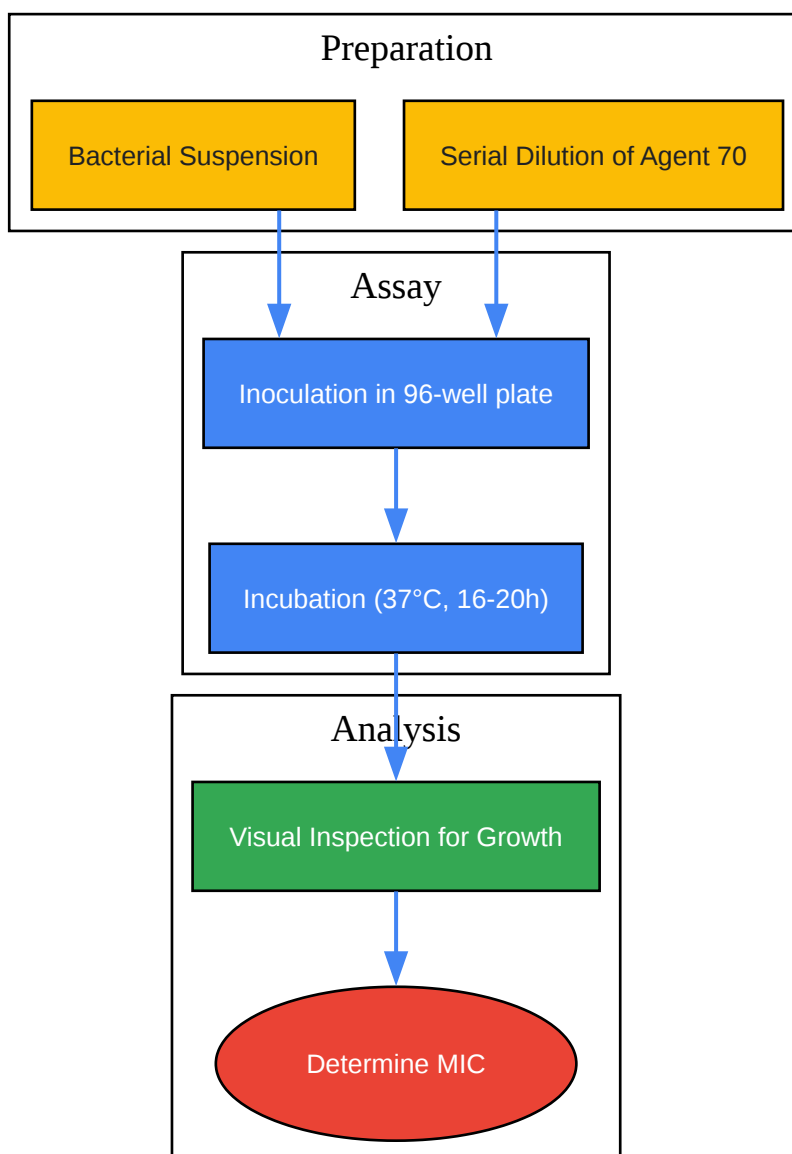 Preparation
Bacterial Suspension
Serial Dilution of Agent 70
Assay
Inoculation in 96-well plate
Incubation (37°C, 16-20h)
Analysis
Visual Inspection for Growth
Determine MIC